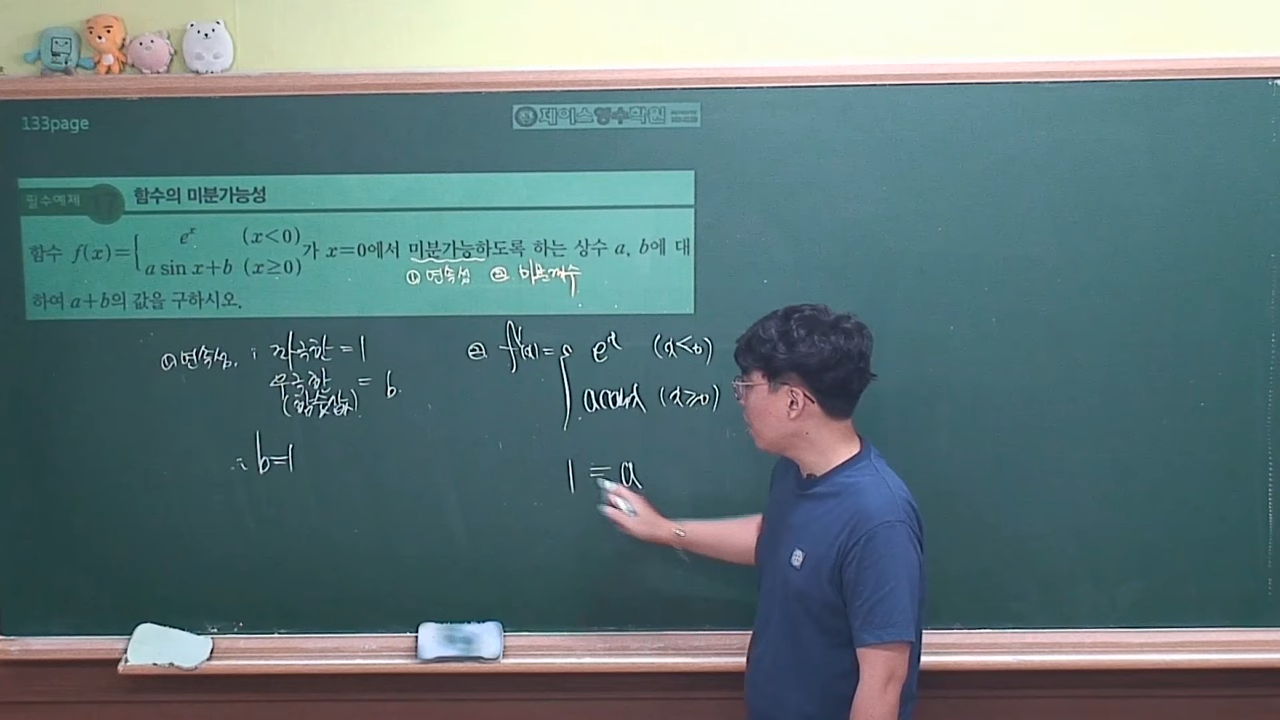 133page
제이스영수학원
필수예제 17 함수의 미분가능성
함수 f(x)={ e^x (x<0)
a sin x+b (x≥0) 가 x=0에서 미분가능하도록 하는 상수 a, b에 대
① 연속성 ② 미분계수
하여 a+b의 값을 구하시오.
① 연속성. : 좌극한 = 1
우극한 = b.
(함숫값)
∴ b=1
② f'(x)={ e^x (x<0)
a cos x (x≥0)
1 = a